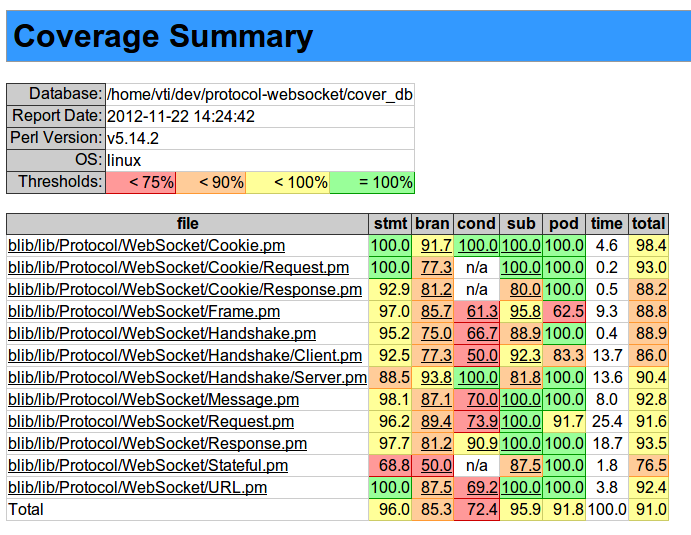 Coverage Summary
Database: /home/vti/dev/protocol-websocket/cover_db
Report Date: 2012-11-22 14:24:42
Perl Version: v5.14.2
OS: linux
Thresholds: < 75% < 90% < 100% = 100%
file stmt bran cond sub pod time total
blib/lib/Protocol/WebSocket/Cookie.pm 100.0 91.7 100.0 100.0 100.0 4.6 98.4
blib/lib/Protocol/WebSocket/Cookie/Request.pm 100.0 77.3 n/a 100.0 100.0 0.2 93.0
blib/lib/Protocol/WebSocket/Cookie/Response.pm 92.9 81.2 n/a 80.0 100.0 0.5 88.2
blib/lib/Protocol/WebSocket/Frame.pm 97.0 85.7 61.3 95.8 62.5 9.3 88.8
blib/lib/Protocol/WebSocket/Handshake.pm 95.2 75.0 66.7 88.9 100.0 0.4 88.9
blib/lib/Protocol/WebSocket/Handshake/Client.pm 92.5 77.3 50.0 92.3 83.3 13.7 86.0
blib/lib/Protocol/WebSocket/Handshake/Server.pm 88.5 93.8 100.0 81.8 100.0 13.6 90.4
blib/lib/Protocol/WebSocket/Message.pm 98.1 87.1 70.0 100.0 100.0 8.0 92.8
blib/lib/Protocol/WebSocket/Request.pm 96.2 89.4 73.9 100.0 91.7 25.4 91.6
blib/lib/Protocol/WebSocket/Response.pm 97.7 81.2 90.9 100.0 100.0 18.7 93.5
blib/lib/Protocol/WebSocket/Stateful.pm 68.8 50.0 n/a 87.5 100.0 1.8 76.5
blib/lib/Protocol/WebSocket/URL.pm 100.0 87.5 69.2 100.0 100.0 3.8 92.4
Total 96.0 85.3 72.4 95.9 91.8 100.0 91.0